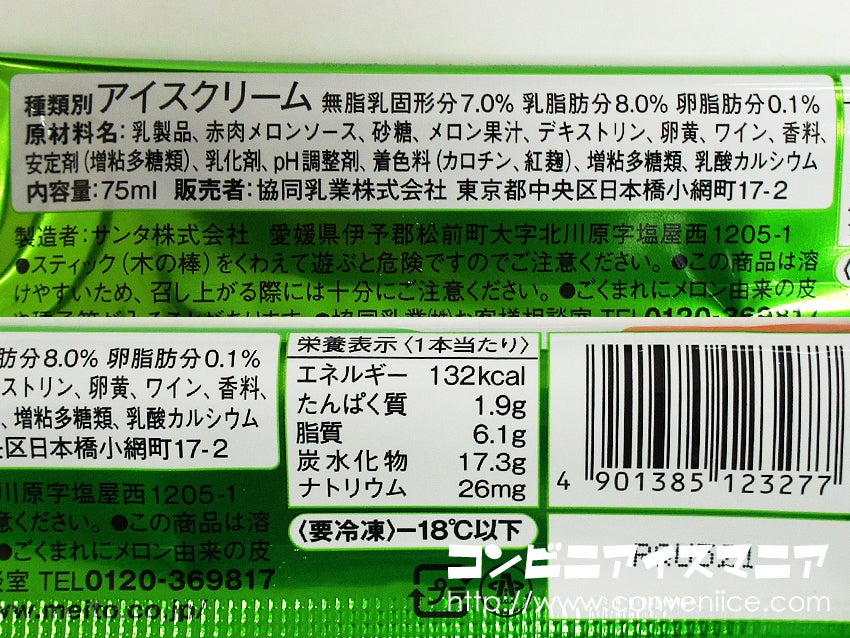 種類別 アイスクリーム 無脂乳固形分7.0% 乳脂肪分8.0% 卵脂肪分0.1%
原材料名:乳製品、赤肉メロンソース、砂糖、メロン果汁、デキストリン、卵黄、ワイン、香料、
安定剤(増粘多糖類)、乳化剤、pH調整剤、着色料(カロチン、紅麹)、増粘多糖類、乳酸カルシウム
内容量:75ml 販売者:協同乳業株式会社 東京都中央区日本橋小網町17-2
製造者:サンタ株式会社 愛媛県伊予郡松前町大字北川原字塩屋西1205-1
●スティック(木の棒)をくわえて遊ぶと危険ですのでご注意ください。●この商品は溶
けやすいため、召し上がる際には十分にご注意ください。●ごくまれにメロン由来の皮
肪分8.0% 卵脂肪分0.1%
ストリン、卵黄、ワイン、香料、
、増粘多糖類、乳酸カルシウム
区日本橋小網町17-2
川原字塩屋西1205-1
意ください。●この商品は溶
●ごくまれにメロン由来の皮
室 TEL0120-369817
www.meito.co.jp/
栄養表示〈1本当たり〉
エネルギー 132kcal
たんぱく質 1.9g
脂質 6.1g
炭水化物 17.3g
ナトリウム 26mg
〈要冷凍〉-18℃以下
プラ
4 901385 123277
コンビニアイスマニア
http://www.conveniice.com/